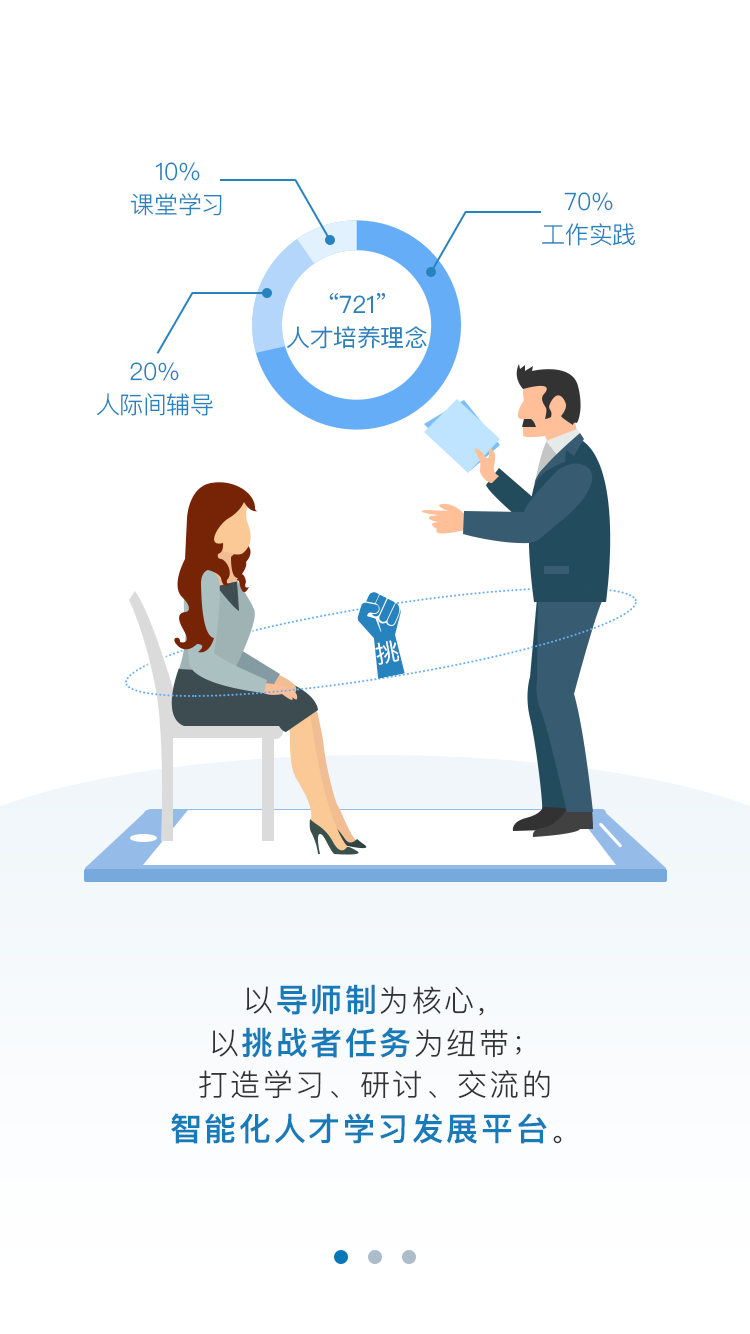 10%
课堂学习
70%
工作实践
“721”
人才培养理念
20%
人际间辅导
挑
以导师制为核心，
以挑战者任务为纽带；
打造学习、研讨、交流的
智能化人才学习发展平台。